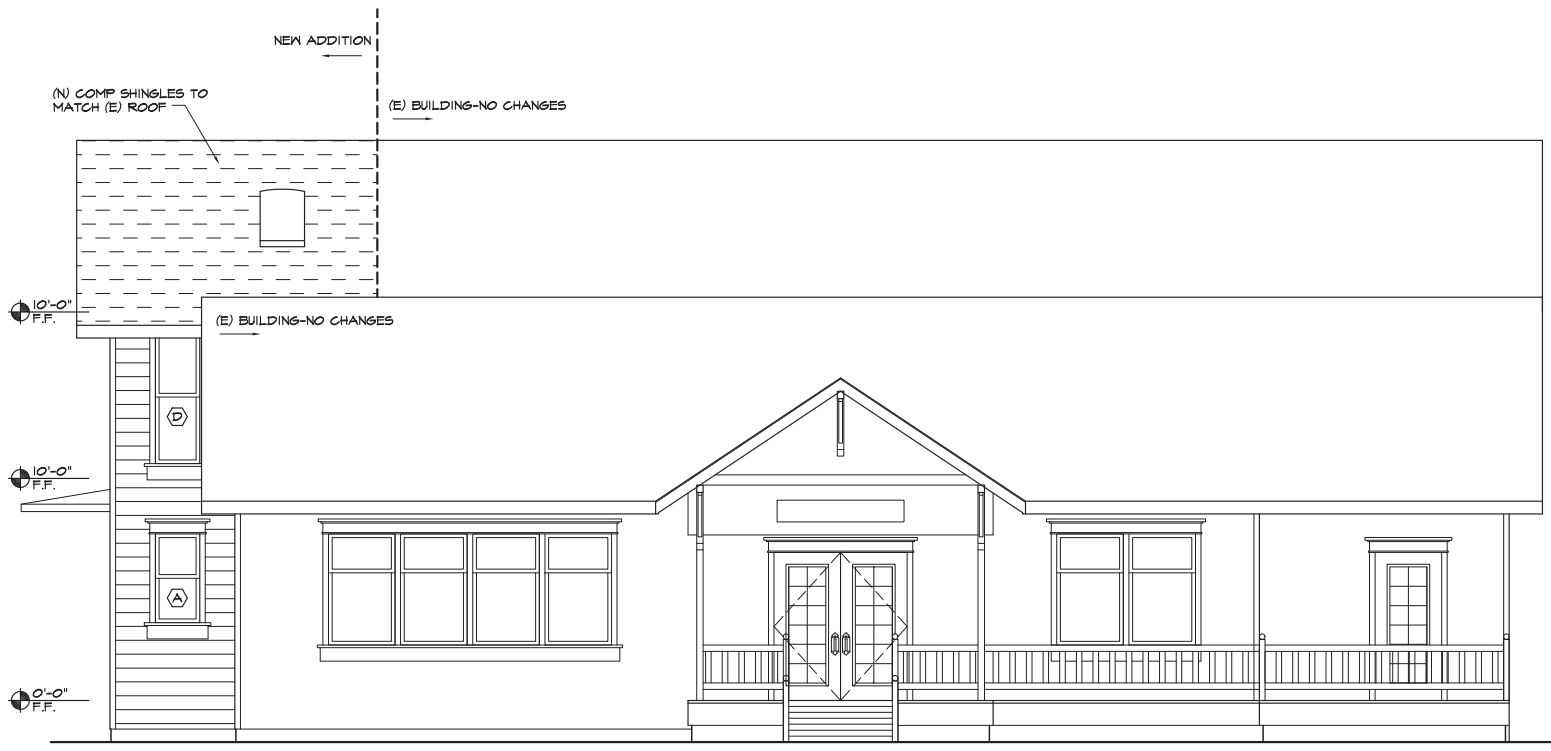 NEW ADDITION
(N) COMP SHINGLES TO
MATCH (E) ROOF
(E) BUILDING-NO CHANGES
10'-0"
F.F.
(E) BUILDING-NO CHANGES
D
10'-0"
F.F.
A
0'-0"
F.F.